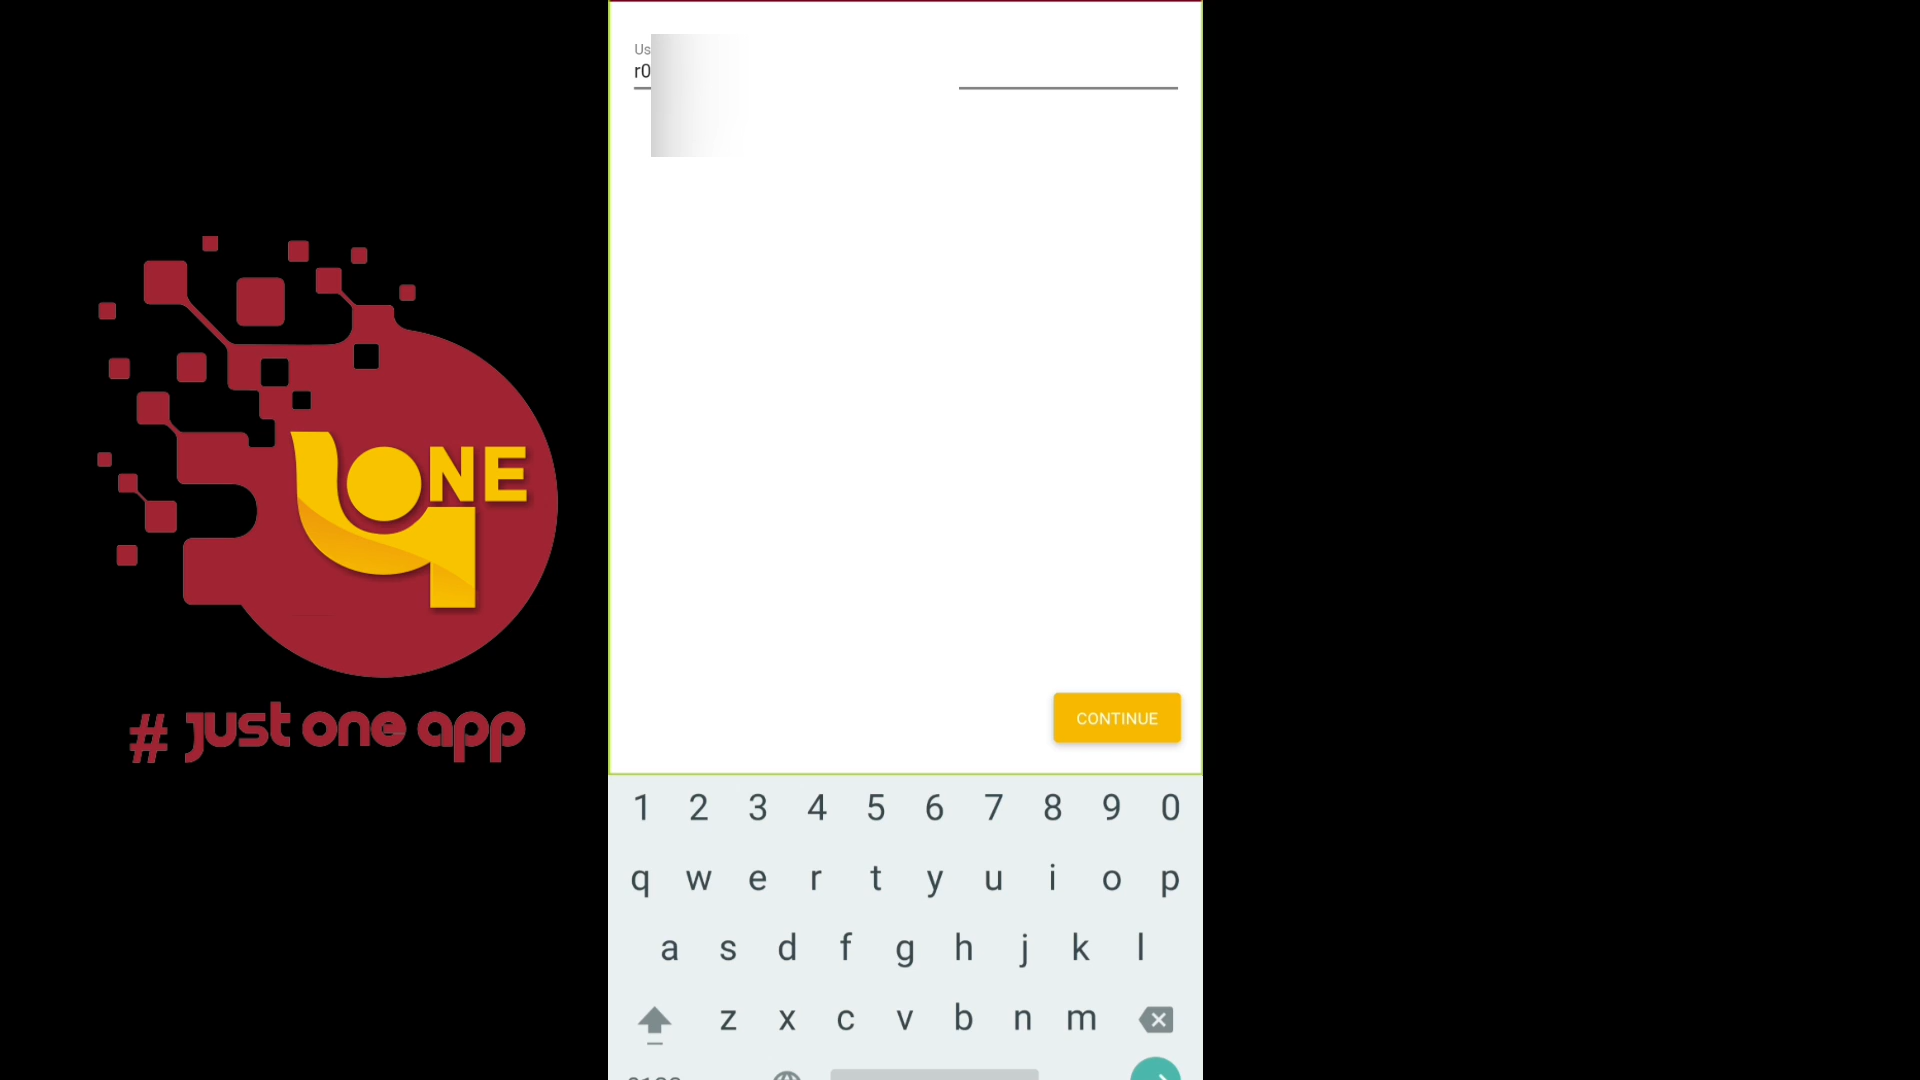 Us
r0
ONE
# just one app
CONTINUE
1 2 3 4 5 6 7 8 9 0
q w e r t y u i o p
a s d f g h j k l
z x c v b n m